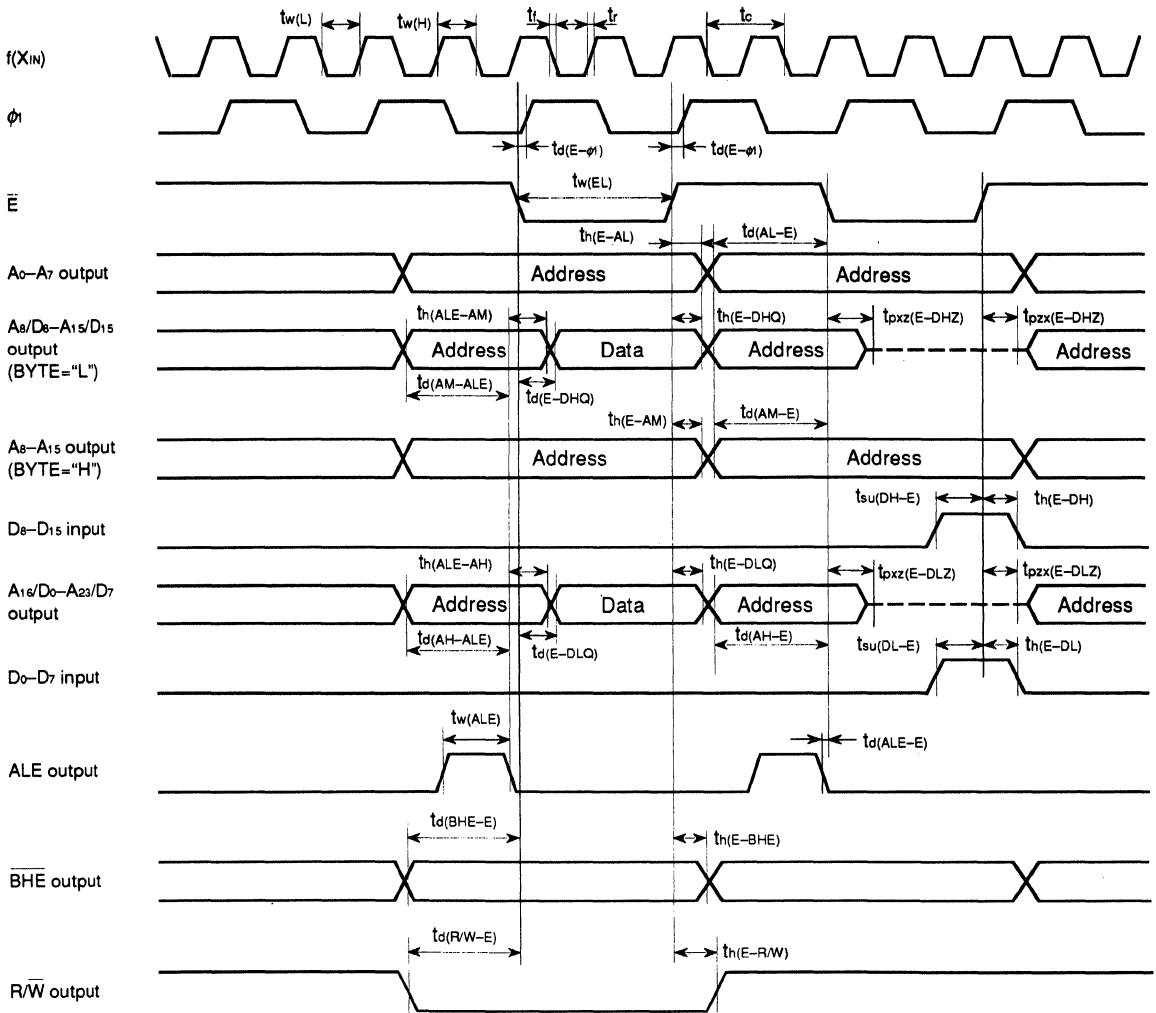 tw(L) tw(H) tf tr tc
f(XIN)
ϕ1
td(E–ϕ1) td(E–ϕ1)
tw(EL)
E̅
th(E–AL) td(AL–E)
A0–A7 output Address Address
th(ALE–AM) th(E–DHQ) tpxz(E–DHZ) tpzx(E–DHZ)
A8/D8–A15/D15
output
(BYTE="L")
Address Data Address Address
td(AM–ALE) td(E–DHQ)
th(E–AM) td(AM–E)
A8–A15 output
(BYTE="H")
Address Address
tsu(DH–E) th(E–DH)
D8–D15 input
th(ALE–AH) th(E–DLQ) tpxz(E–DLZ) tpzx(E–DLZ)
A16/D0–A23/D7
output
Address Data Address Address
td(AH–ALE) td(E–DLQ) td(AH–E)
tsu(DL–E) th(E–DL)
D0–D7 input
tw(ALE)
td(ALE–E)
ALE output
td(BHE–E) th(E–BHE)
B̅H̅E̅ output
td(R/W–E) th(E–R/W)
R/W̅ output